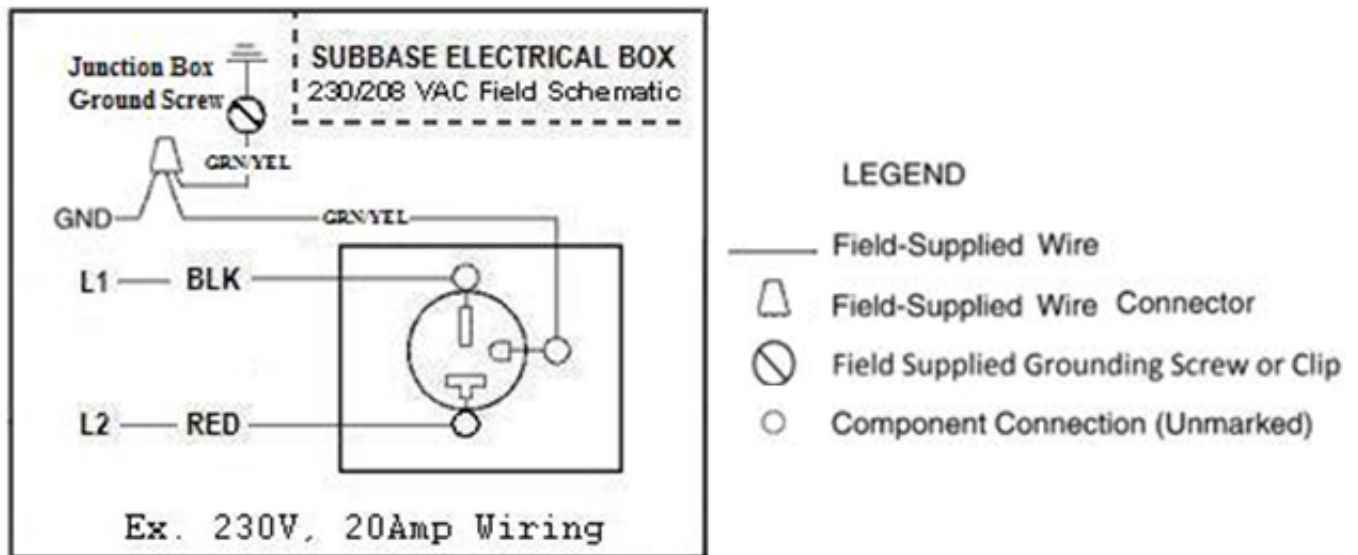 SUBBASE ELECTRICAL BOX
230/208 VAC Field Schematic
Junction Box
Ground Screw
GRN/YEL
GND
GRN/YEL
L1
BLK
L2
RED
Ex. 230V, 20Amp Wiring
LEGEND
Field-Supplied Wire
Field-Supplied Wire Connector
Field Supplied Grounding Screw or Clip
Component Connection (Unmarked)